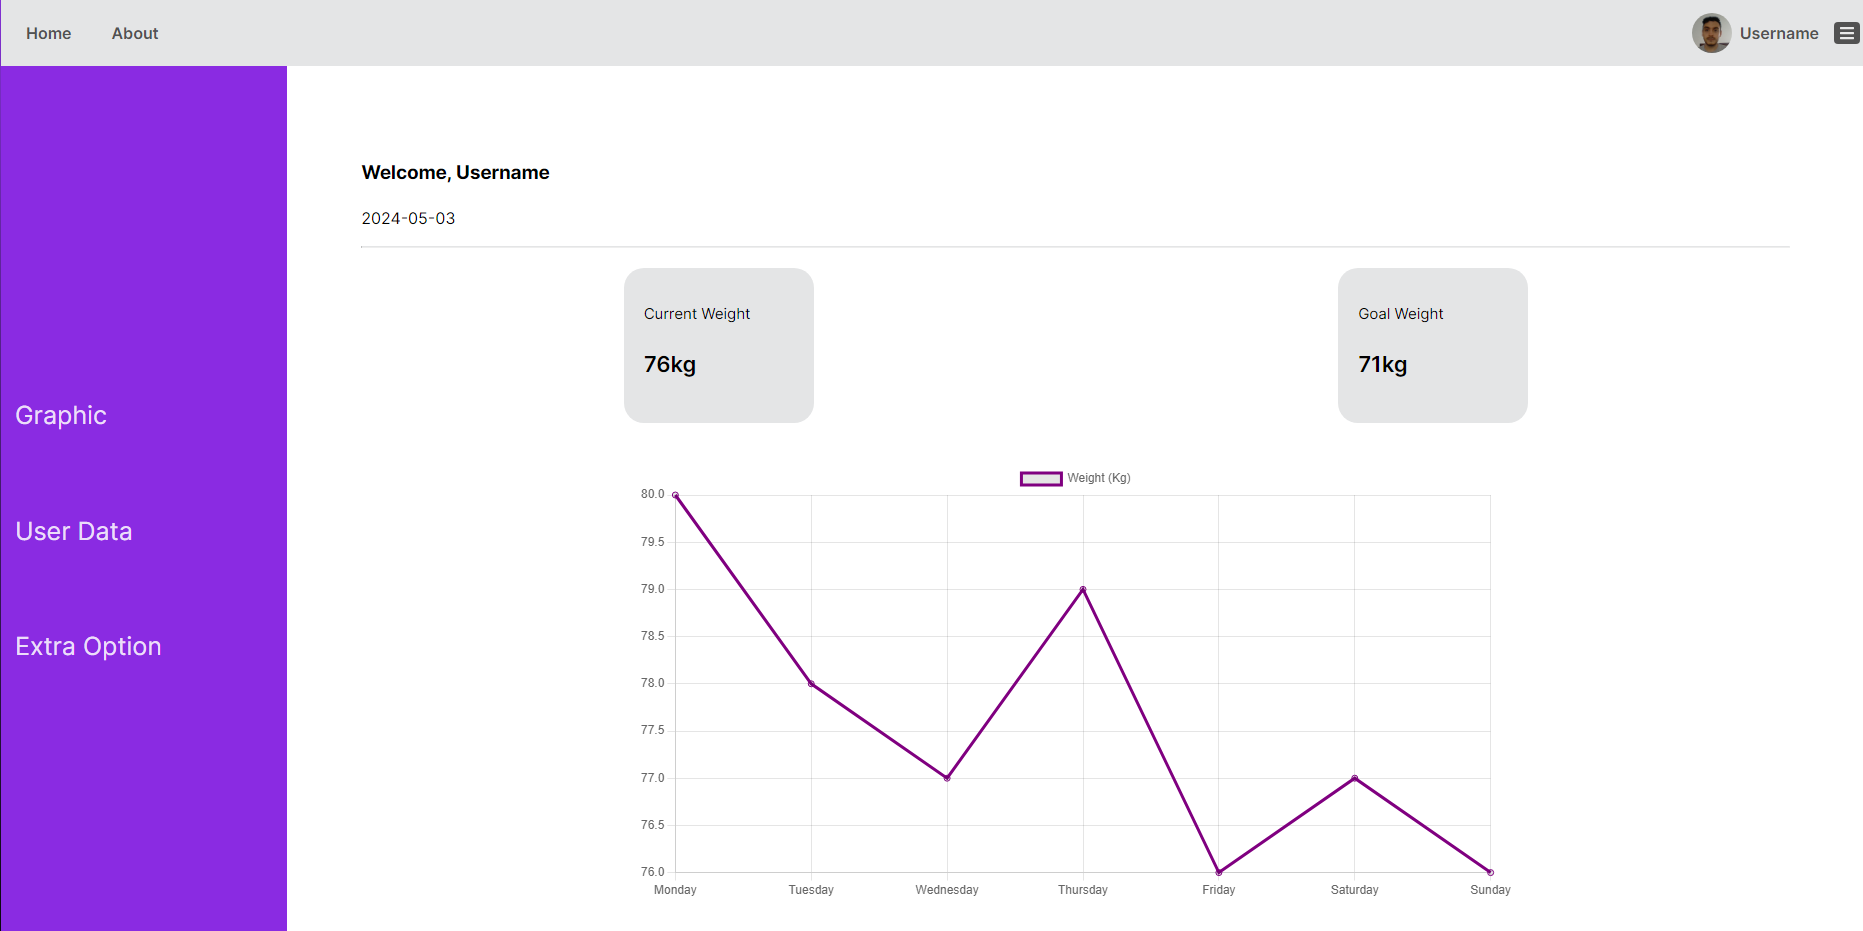 Home About Username
Graphic
User Data
Extra Option
Welcome, Username
2024-05-03
Current Weight
76kg
Goal Weight
71kg
Weight (Kg)
80.0
79.5
79.0
78.5
78.0
77.5
77.0
76.5
76.0
Monday Tuesday Wednesday Thursday Friday Saturday Sunday